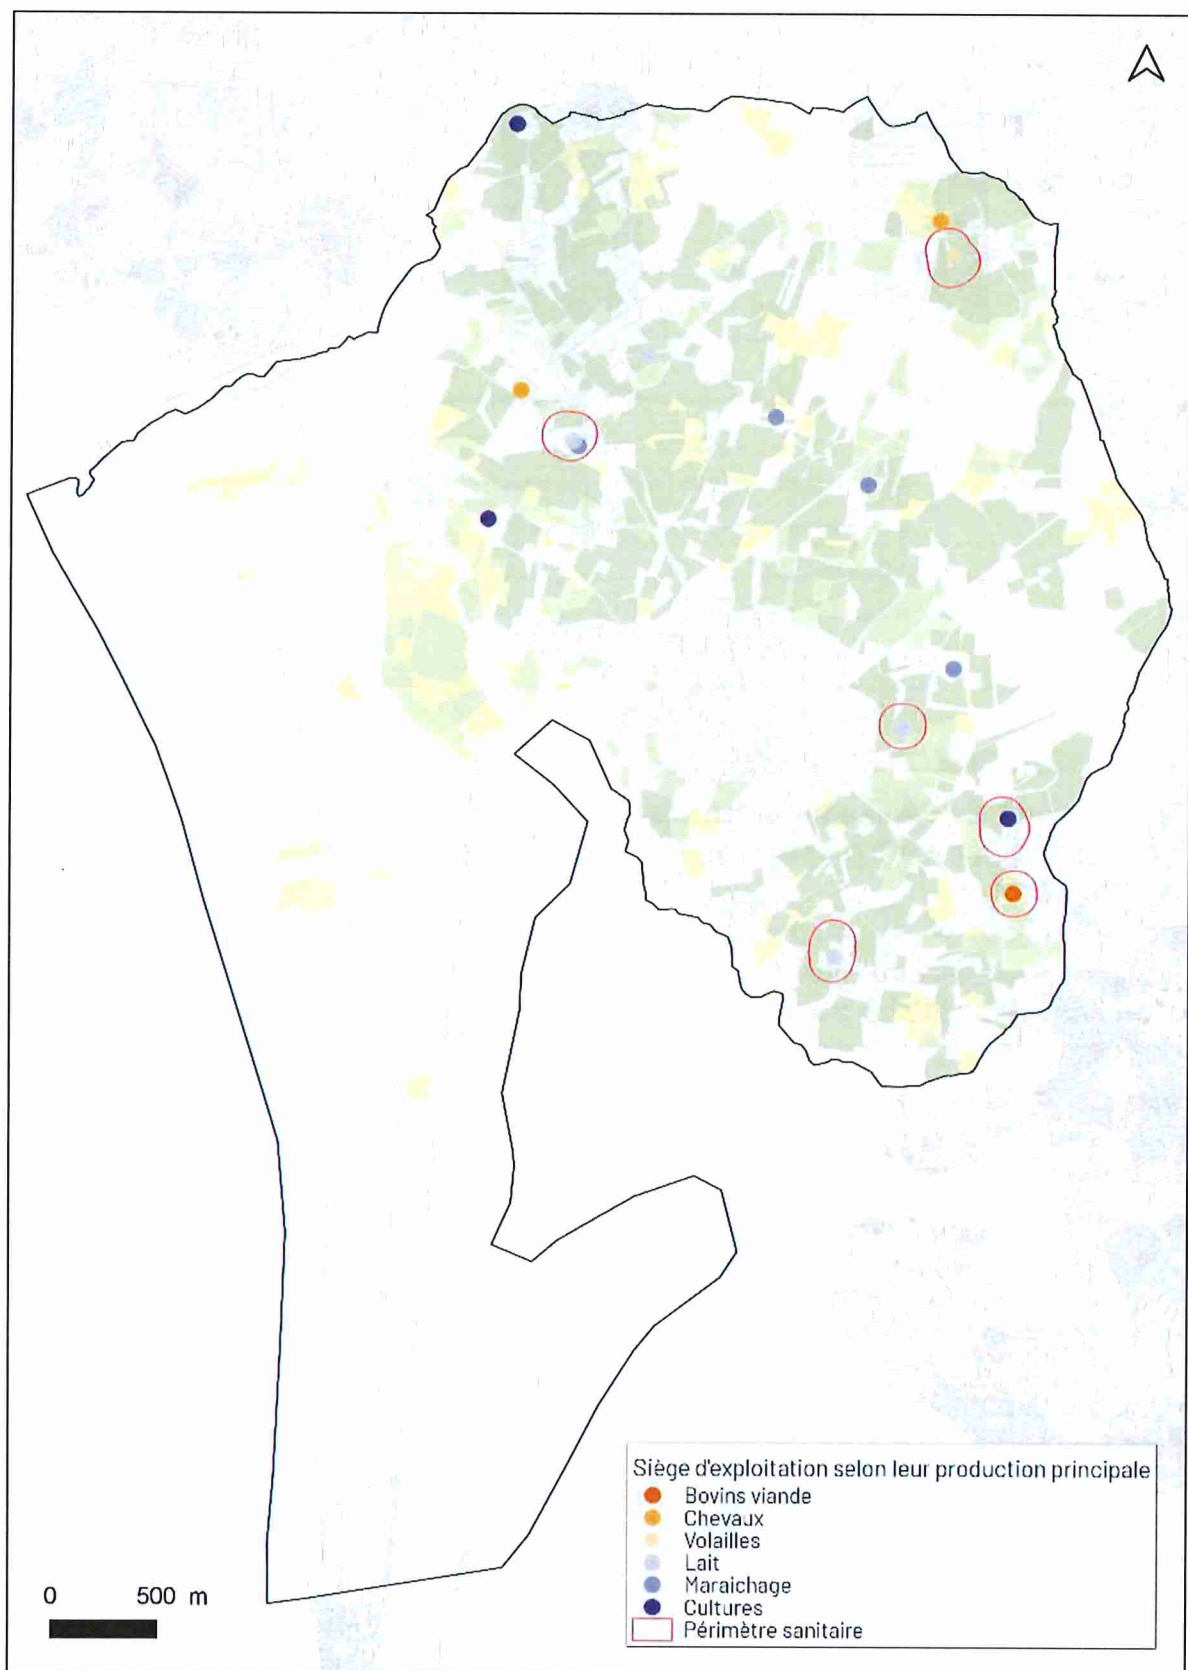 Siège d'exploitation selon leur production principale
Bovins viande
Chevaux
Volailles
Lait
Maraichage
Cultures
Périmètre sanitaire
0 500 m